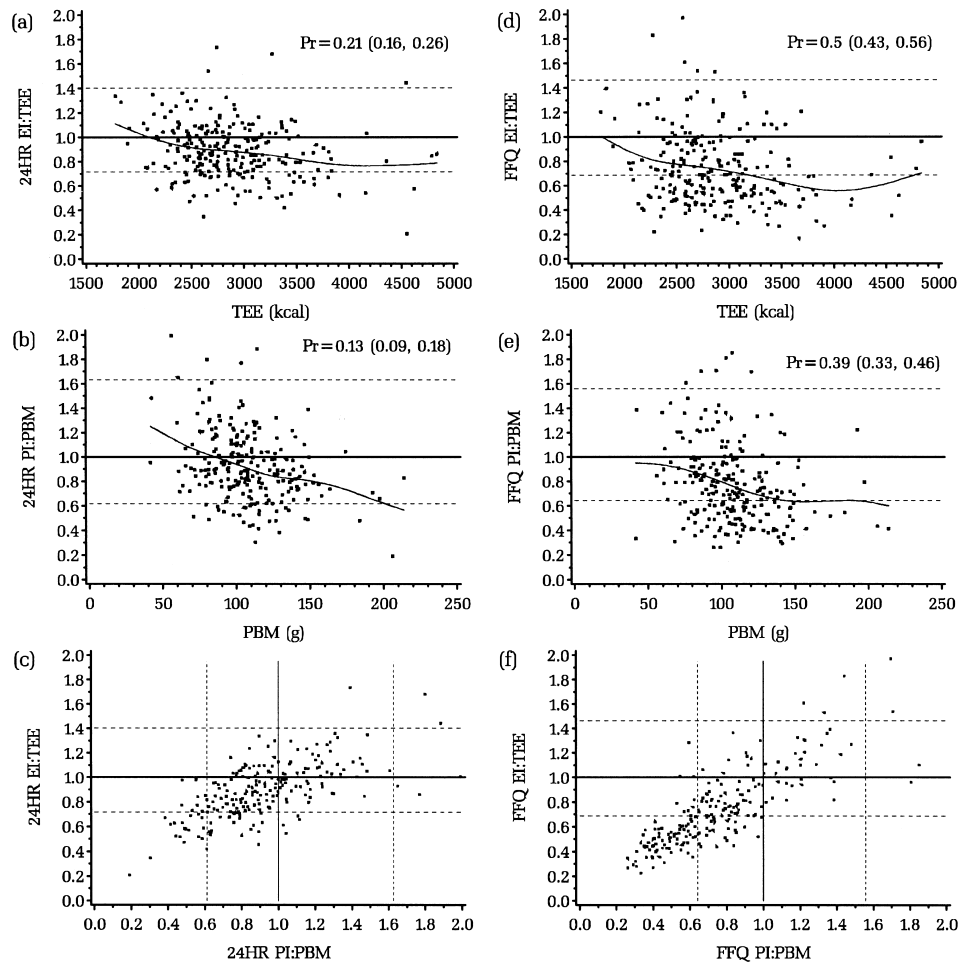 (a)
24HR EI:TEE
2.0
1.8
1.6
1.4
1.2
1.0
0.8
0.6
0.4
0.2
0.0
Pr=0.21 (0.16, 0.26)
1500 2000 2500 3000 3500 4000 4500 5000
TEE (kcal)
(d)
FFQ EI:TEE
2.0
1.8
1.6
1.4
1.2
1.0
0.8
0.6
0.4
0.2
0.0
Pr=0.5 (0.43, 0.56)
1500 2000 2500 3000 3500 4000 4500 5000
TEE (kcal)
(b)
24HR PI:PBM
2.0
1.8
1.6
1.4
1.2
1.0
0.8
0.6
0.4
0.2
0.0
Pr=0.13 (0.09, 0.18)
0 50 100 150 200 250
PBM (g)
(e)
FFQ PI:PBM
2.0
1.8
1.6
1.4
1.2
1.0
0.8
0.6
0.4
0.2
0.0
Pr=0.39 (0.33, 0.46)
0 50 100 150 200 250
PBM (g)
(c)
24HR EI:TEE
2.0
1.8
1.6
1.4
1.2
1.0
0.8
0.6
0.4
0.2
0.0
0.0 0.2 0.4 0.6 0.8 1.0 1.2 1.4 1.6 1.8 2.0
24HR PI:PBM
(f)
FFQ EI:TEE
2.0
1.8
1.6
1.4
1.2
1.0
0.8
0.6
0.4
0.2
0.0
0.0 0.2 0.4 0.6 0.8 1.0 1.2 1.4 1.6 1.8 2.0
FFQ PI:PBM